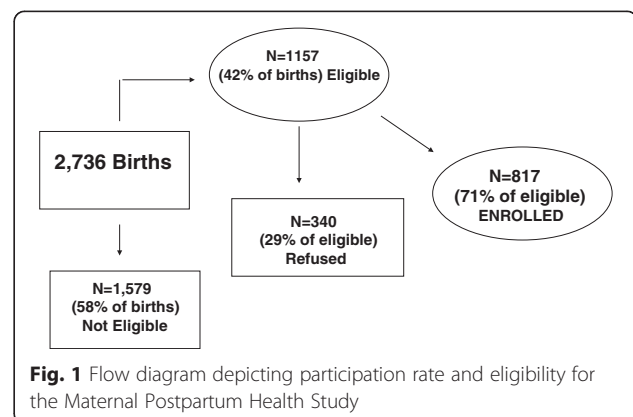 N=1157
(42% of births) Eligible
2,736 Births
N=817
(71% of eligible)
ENROLLED
N=340
(29% of eligible)
Refused
N=1,579
(58% of births)
Not Eligible
Fig. 1 Flow diagram depicting participation rate and eligibility for
the Maternal Postpartum Health Study